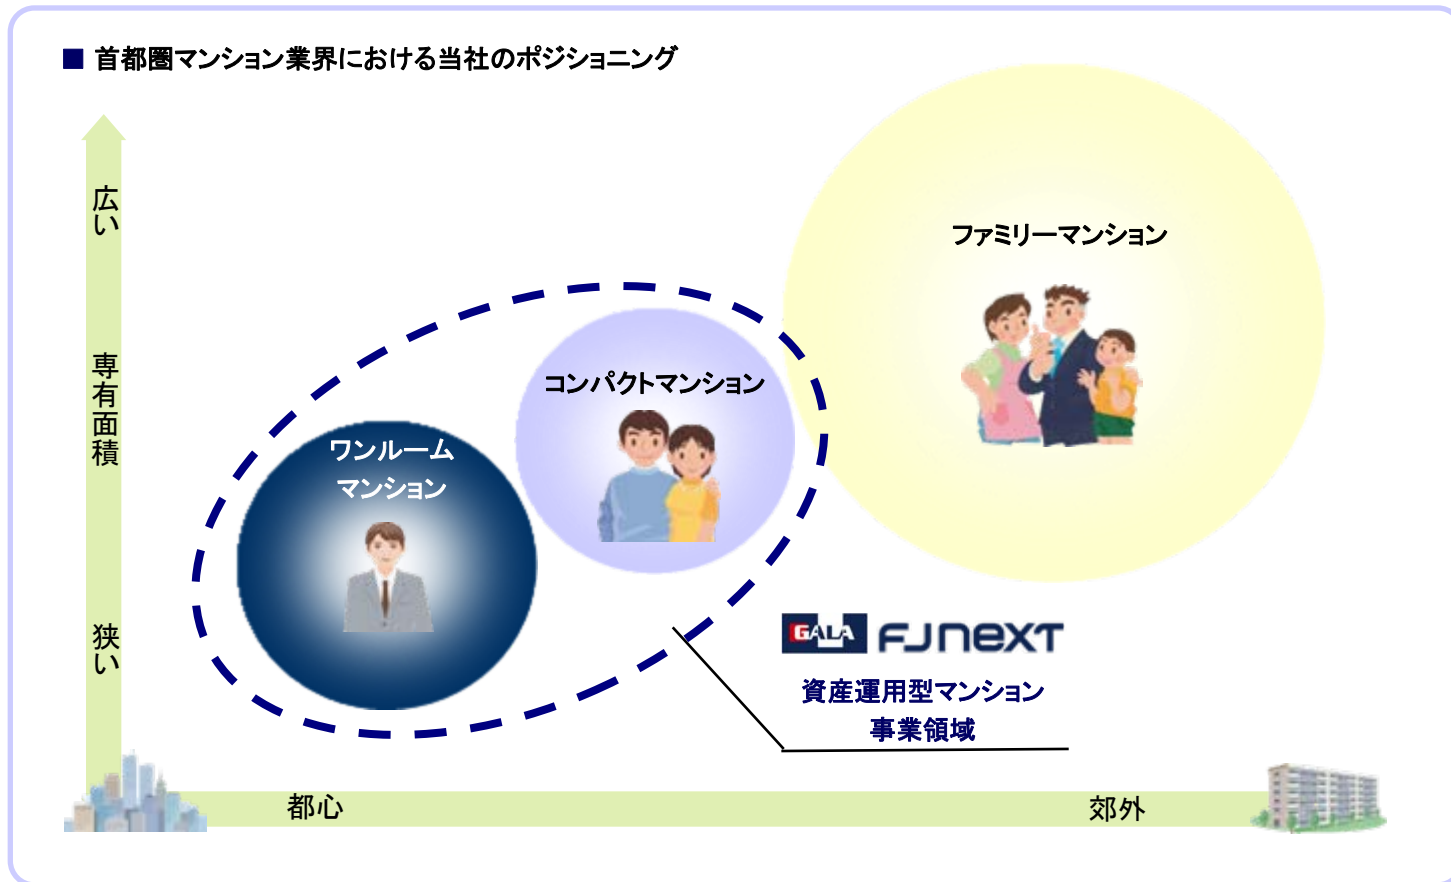 ■ 首都圏マンション業界における当社のポジショニング
広い
専有面積
狭い
ファミリーマンション
コンパクトマンション
ワンルーム
マンション
GALA FJNEXT
資産運用型マンション
事業領域
都心
郊外